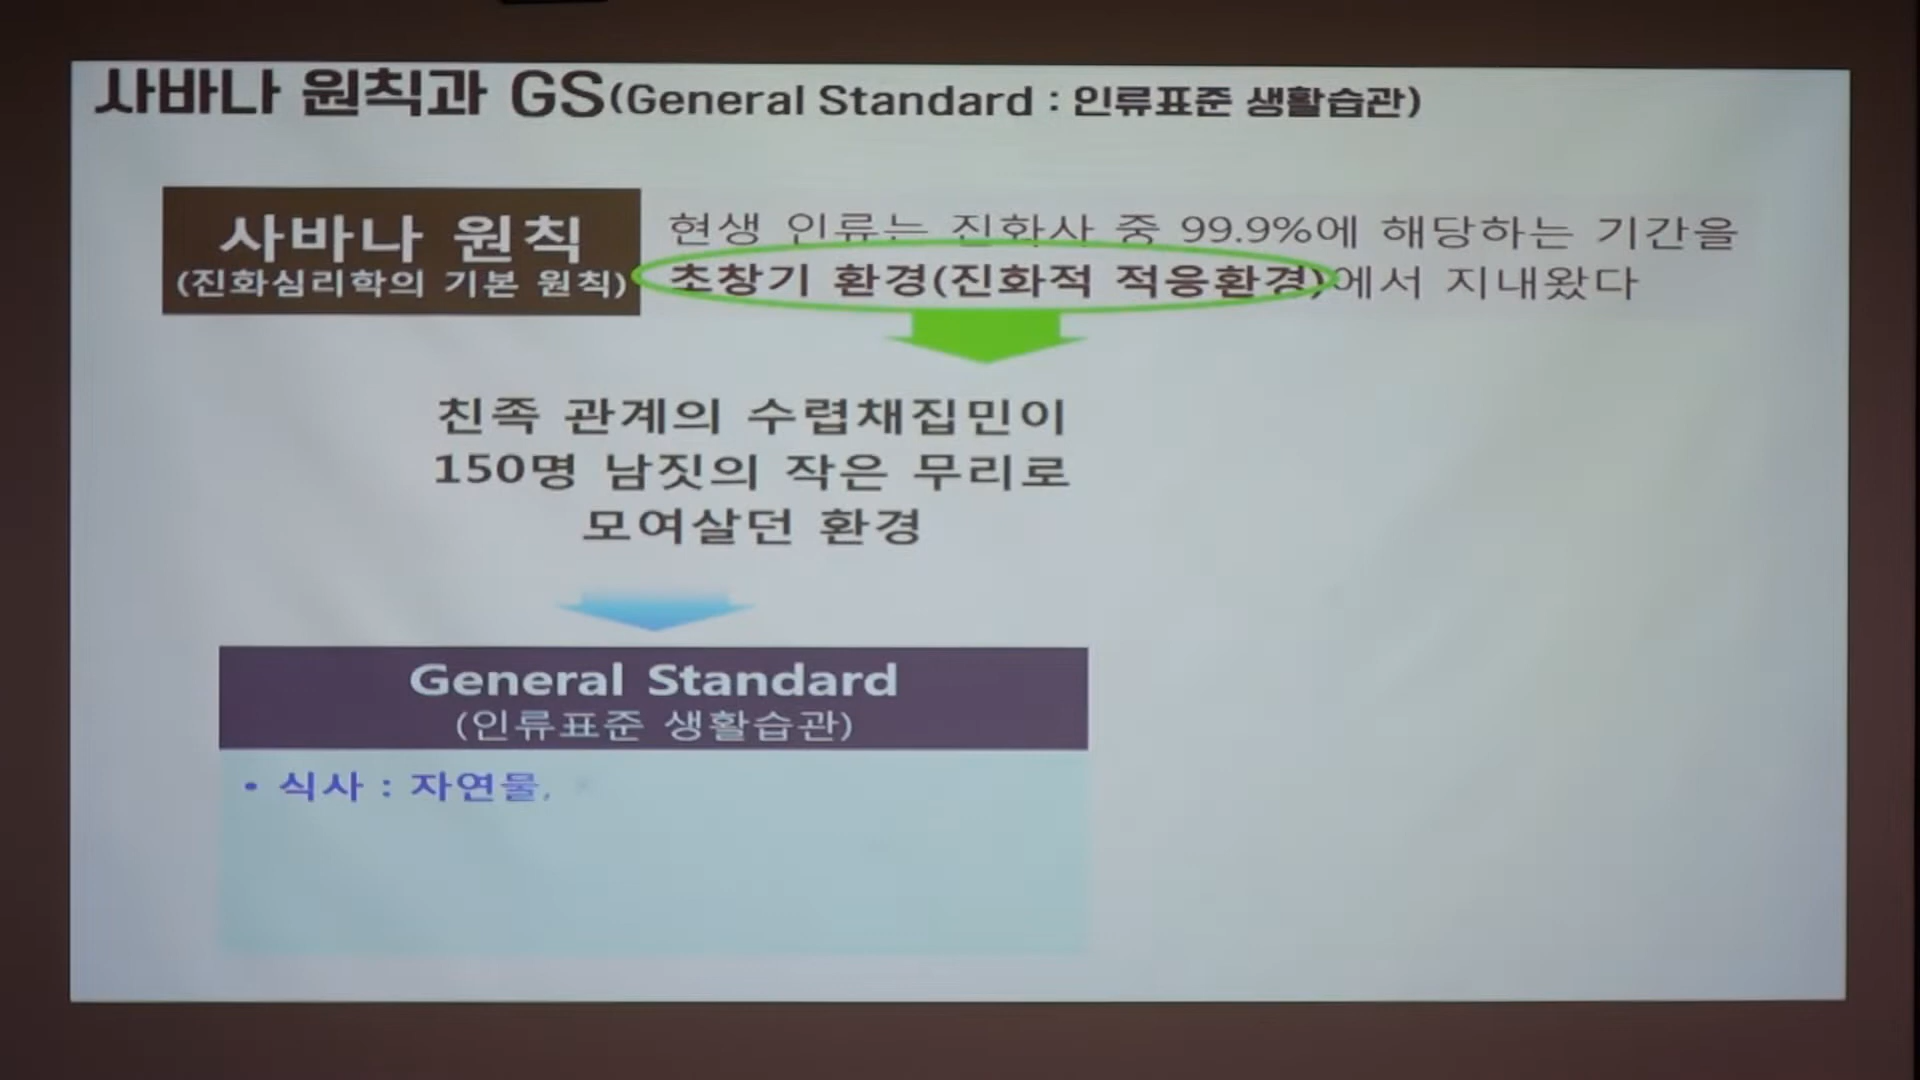 사바나 원칙과 GS(General Standard : 인류표준 생활습관)
사바나 원칙
(진화심리학의 기본 원칙)
현생 인류는 진화사 중 99.9%에 해당하는 기간을
초창기 환경(진화적 적응환경)에서 지내왔다
친족 관계의 수렵채집민이
150명 남짓의 작은 무리로
모여살던 환경
General Standard
(인류표준 생활습관)
• 식사 : 자연물,